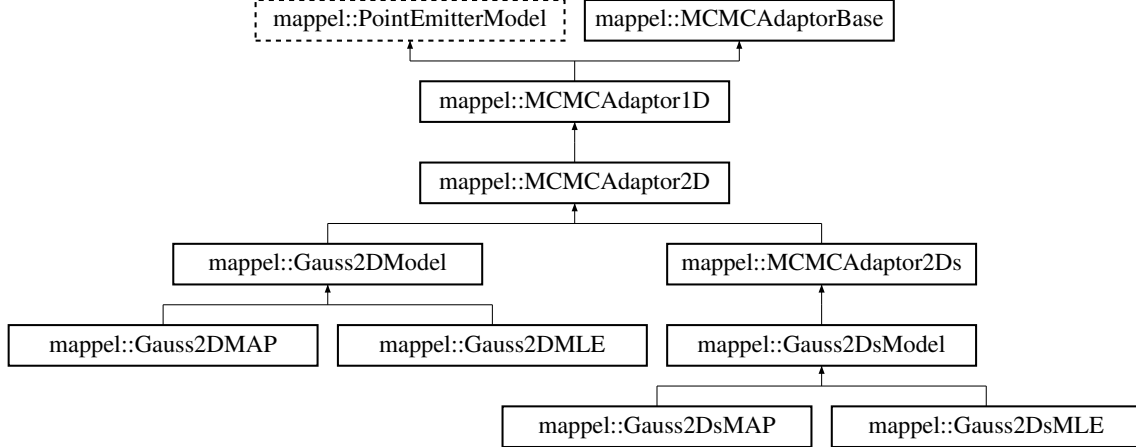 mappel::PointEmitterModel
mappel::MCMCAdaptorBase
mappel::MCMCAdaptor1D
mappel::MCMCAdaptor2D
mappel::Gauss2DModel
mappel::MCMCAdaptor2Ds
mappel::Gauss2DMAP
mappel::Gauss2DMLE
mappel::Gauss2DsModel
mappel::Gauss2DsMAP
mappel::Gauss2DsMLE